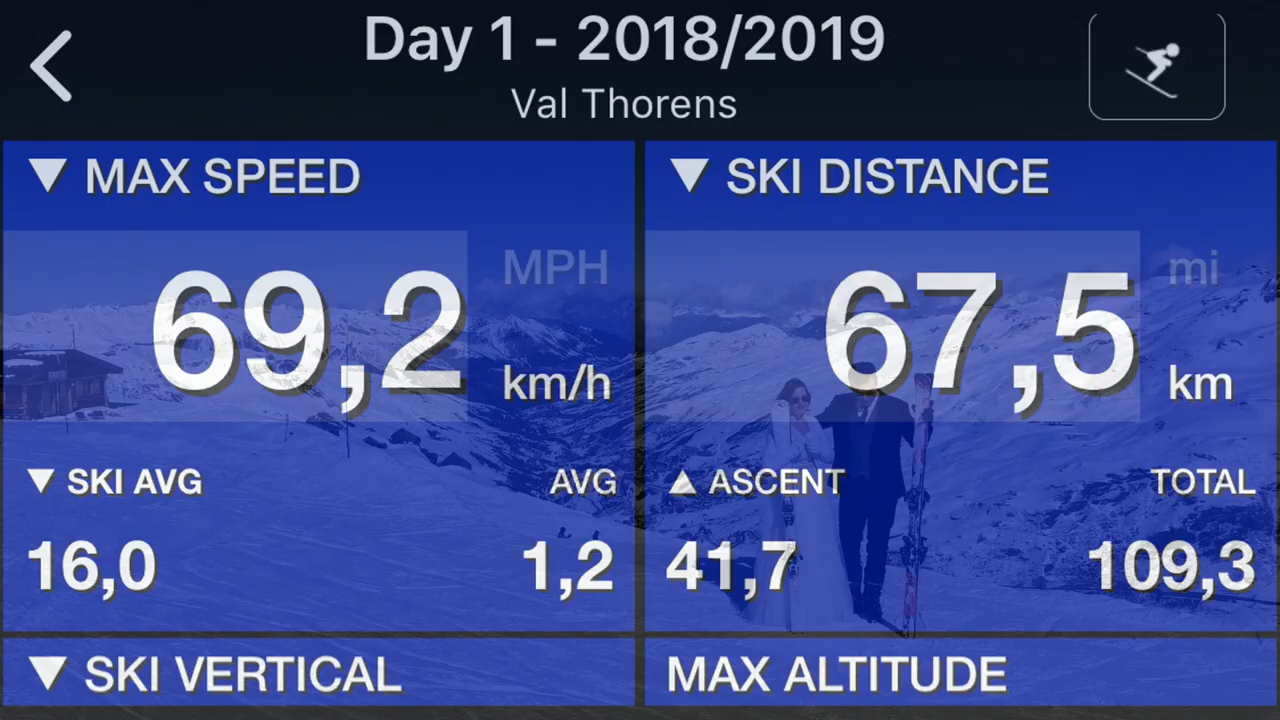 Day 1 - 2018/2019
Val Thorens
▼ MAX SPEED
69,2
MPH
km/h
▼ SKI AVG
AVG
16,0
1,2
▼ SKI DISTANCE
67,5
mi
km
▲ ASCENT
TOTAL
41,7
109,3
▼ SKI VERTICAL
MAX ALTITUDE